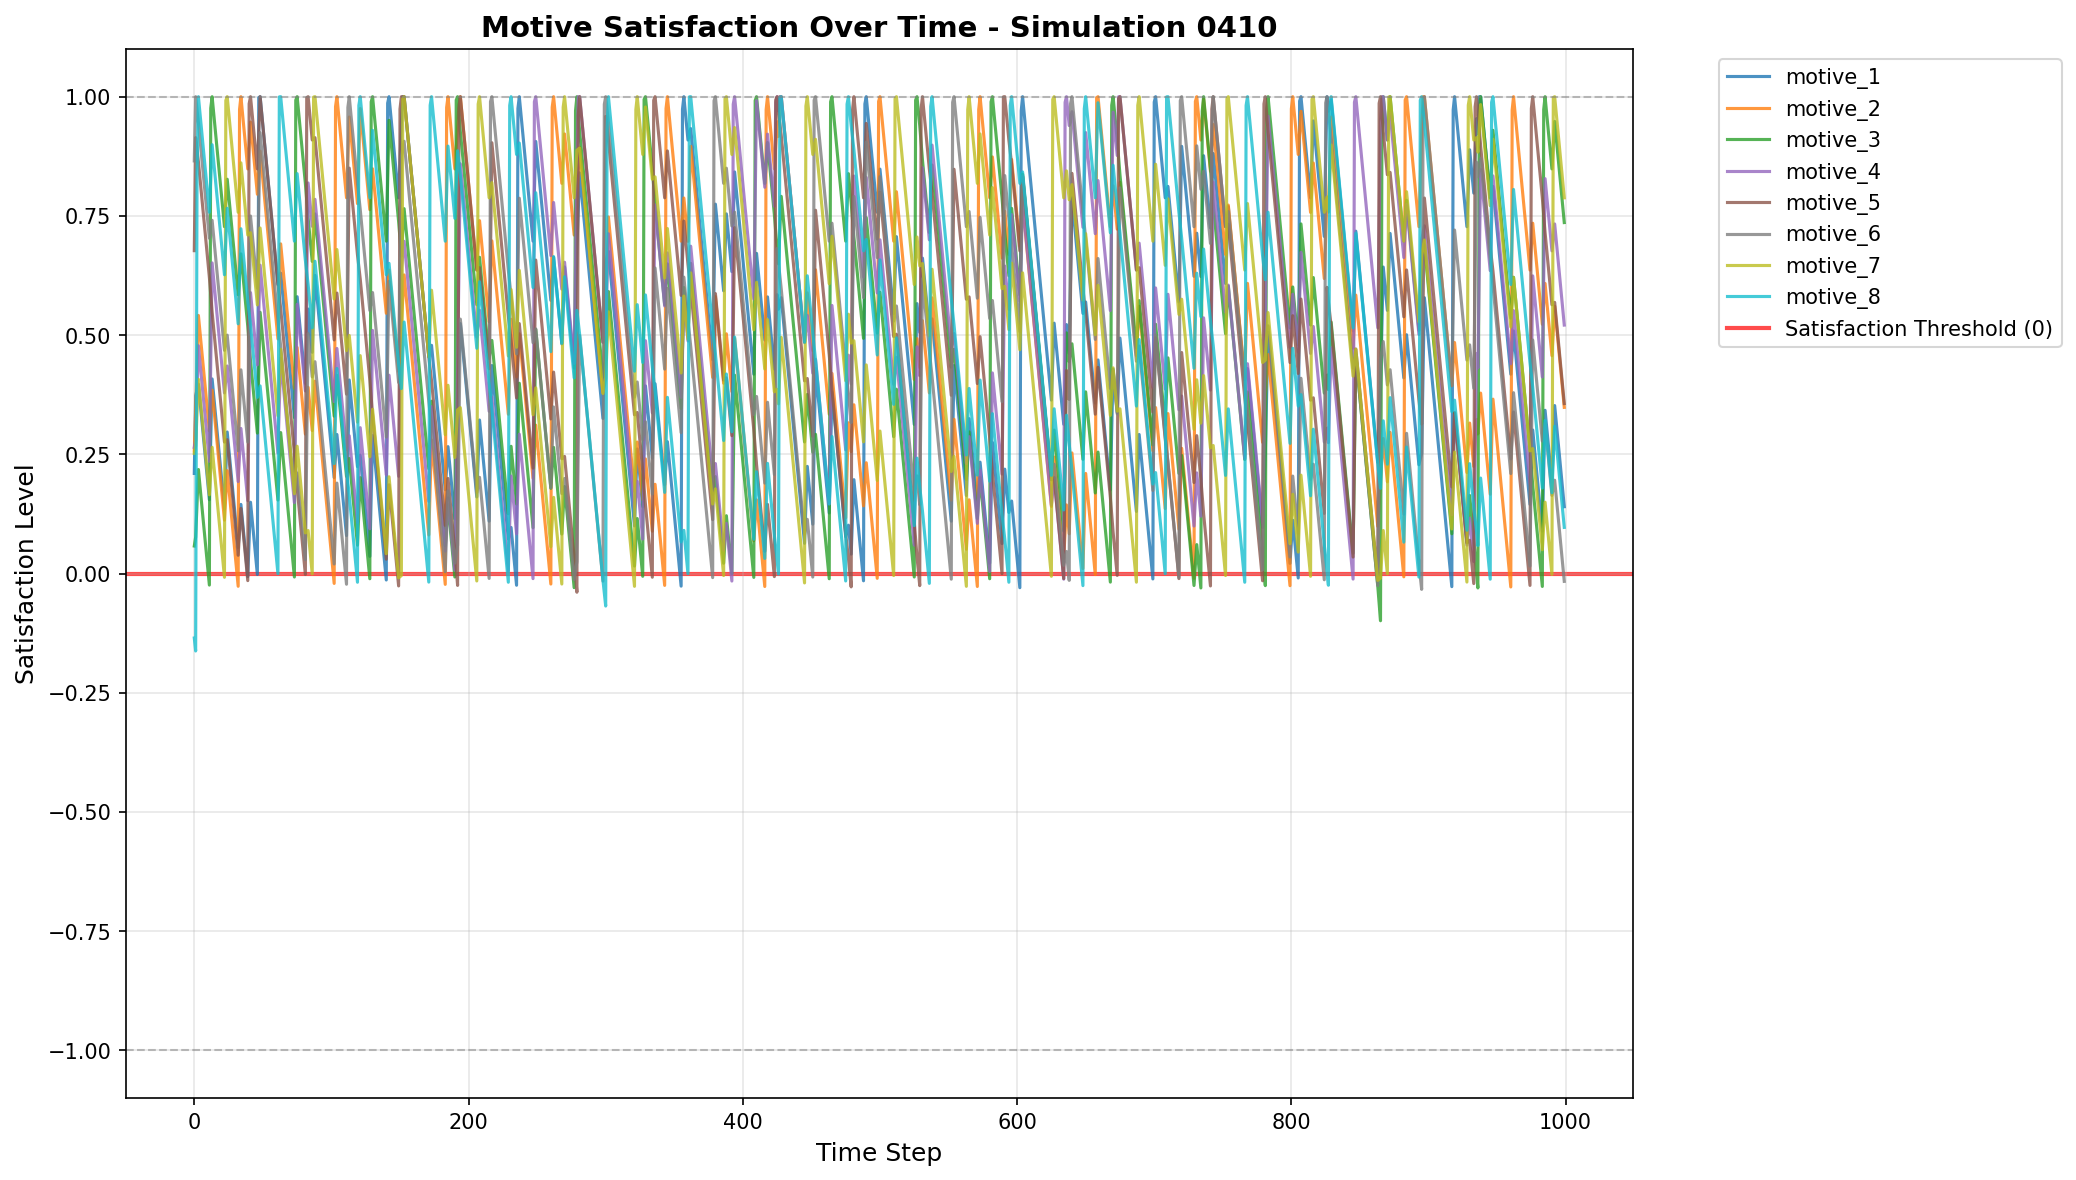 Motive Satisfaction Over Time - Simulation 0410
Satisfaction Level
1.00
0.75
0.50
0.25
0.00
−0.25
−0.50
−0.75
−1.00
0
200
400
600
800
1000
Time Step
motive_1
motive_2
motive_3
motive_4
motive_5
motive_6
motive_7
motive_8
Satisfaction Threshold (0)